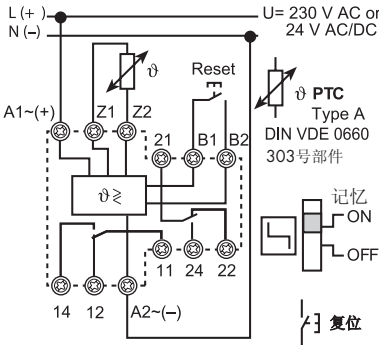 L (+)
U= 230 V AC or
N (–)
24 V AC/DC
ϑ
Reset
ϑ PTC
Type A
DIN VDE 0660
303号部件
A1~(+)
Z1
Z2
21
B1
B2
ϑ≥
记忆
ON
OFF
11
24
22
14
12
A2~(–)
复位